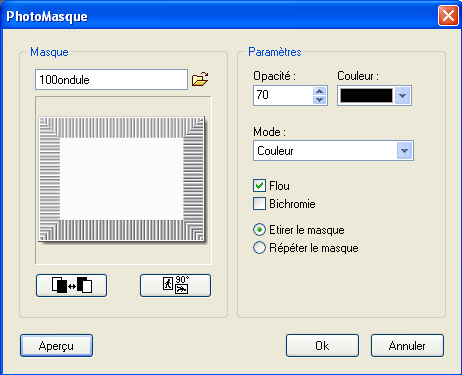 PhotoMasque
Masque
100ondule
90°
Paramètres
Opacité :
Couleur :
70
Mode :
Couleur
Flou
Bichromie
Etirer le masque
Répéter le masque
Aperçu
Ok
Annuler